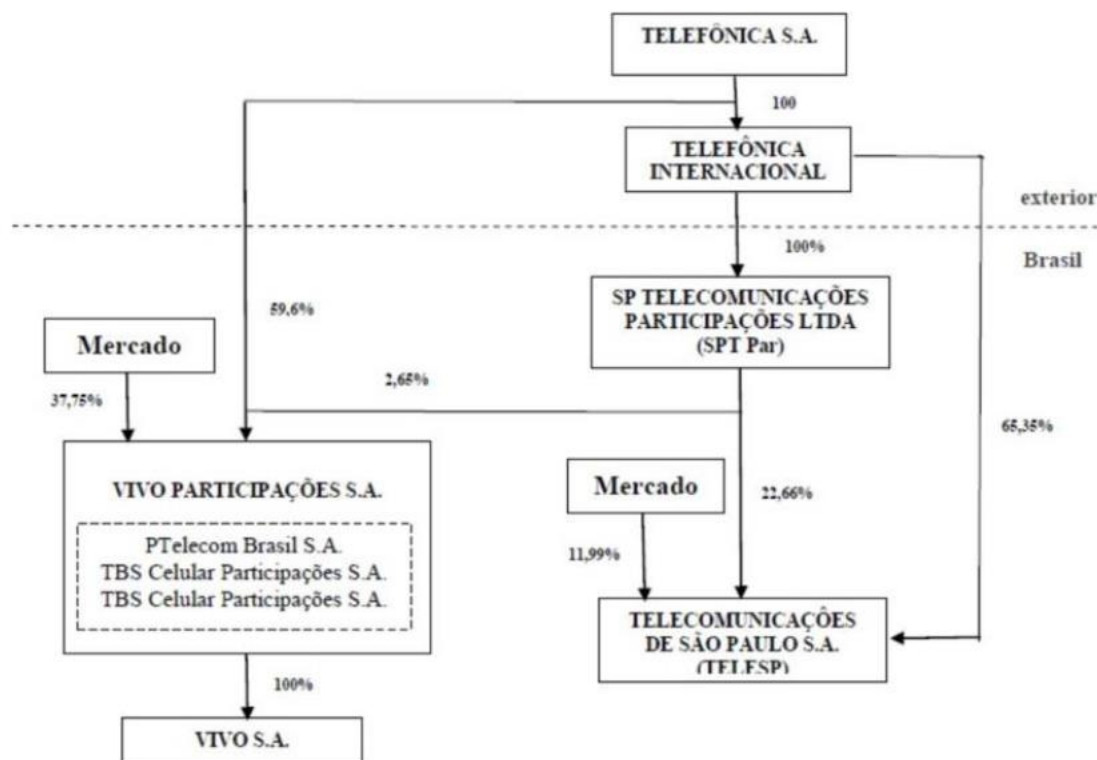 TELEFÔNICA S.A.
100
TELEFÔNICA
INTERNACIONAL
exterior
100%
Brasil
SP TELECOMUNICAÇÕES
PARTICIPAÇÕES LTDA
(SPT Par)
59,6%
Mercado
2,65%
37,75%
65,35%
VIVO PARTICIPAÇÕES S.A.
Mercado
22,66%
PTelecom Brasil S.A.
TBS Celular Participações S.A.
TBS Celular Participações S.A.
11,99%
TELECOMUNICAÇÕES
DE SÃO PAULO S.A.
(TELESP)
100%
VIVO S.A.